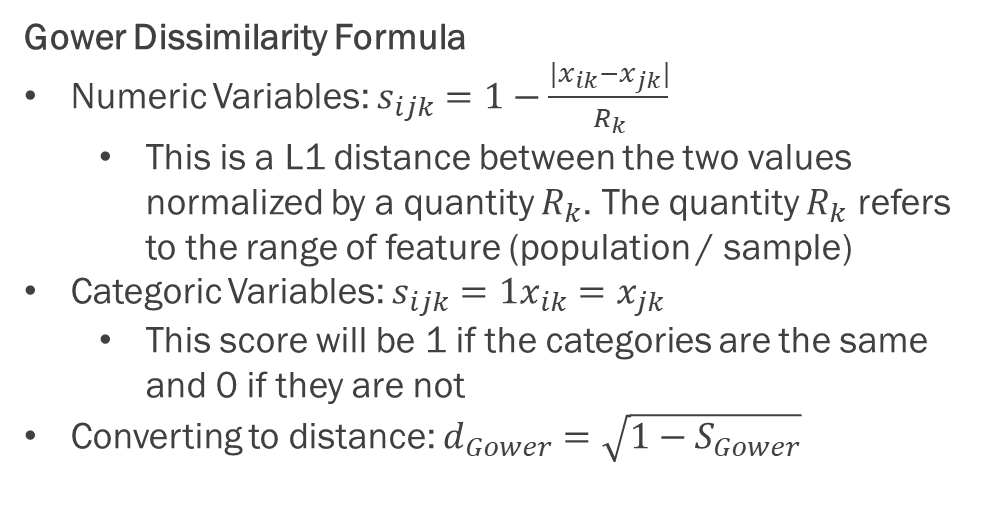 Gower Dissimilarity Formula
• Numeric Variables: $s_{ijk} = 1 - \frac{|x_{ik} - x_{jk}|}{R_k}$
• This is a L1 distance between the two values
normalized by a quantity $R_k$. The quantity $R_k$ refers
to the range of feature (population / sample)
• Categoric Variables: $s_{ijk} = 1x_{ik} = x_{jk}$
• This score will be 1 if the categories are the same
and 0 if they are not
• Converting to distance: $d_{Gower} = \sqrt{1 - S_{Gower}}$